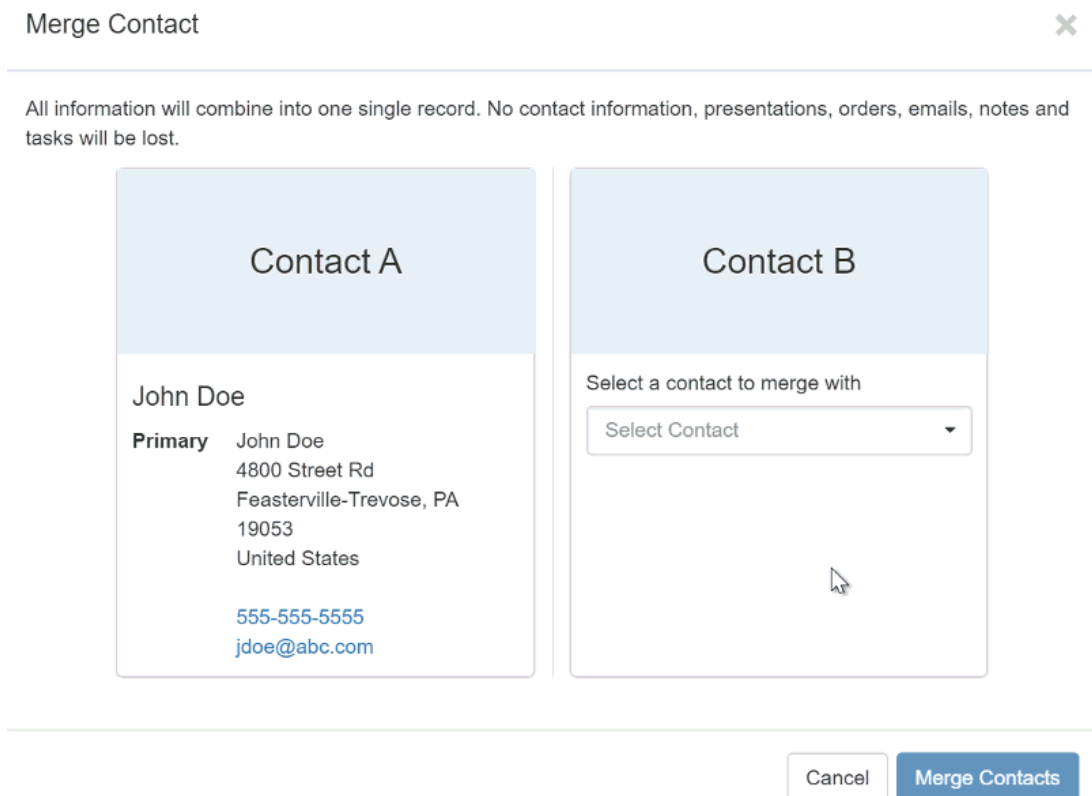 Merge Contact
All information will combine into one single record. No contact information, presentations, orders, emails, notes and
tasks will be lost.
Contact A
John Doe
Primary John Doe
4800 Street Rd
Feasterville-Trevose, PA
19053
United States
555-555-5555
jdoe@abc.com
Contact B
Select a contact to merge with
Select Contact
Cancel
Merge Contacts